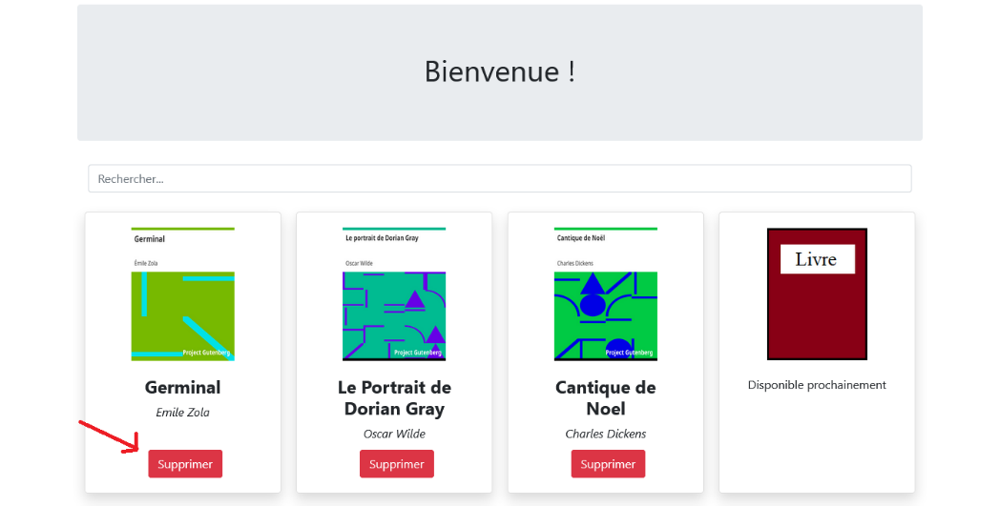 Bienvenue !
Rechercher...
Germinal
Émile Zola
Project Gutenberg
Germinal
Emile Zola
Supprimer
Le portrait de Dorian Gray
Oscar Wilde
Project Gutenberg
Le Portrait de
Dorian Gray
Oscar Wilde
Supprimer
Cantique de Noël
Charles Dickens
Project Gutenberg
Cantique de
Noel
Charles Dickens
Supprimer
Livre
Disponible prochainement